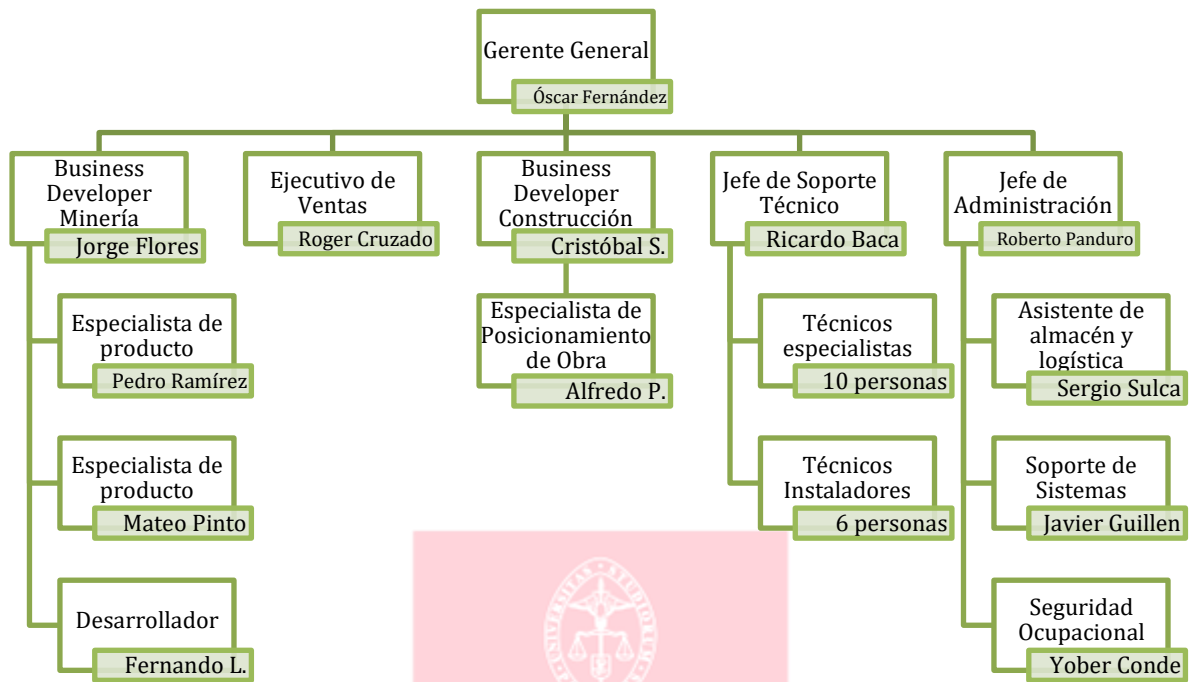 Gerente General
Óscar Fernández
Business
Developer
Minería
Jorge Flores
Ejecutivo de
Ventas
Roger Cruzado
Business
Developer
Construcción
Cristóbal S.
Jefe de Soporte
Técnico
Ricardo Baca
Jefe de
Administración
Roberto Panduro
Especialista de
producto
Pedro Ramírez
Especialista de
producto
Mateo Pinto
Desarrollador
Fernando L.
Especialista de
Posicionamiento
de Obra
Alfredo P.
Técnicos
especialistas
10 personas
Técnicos
Instaladores
6 personas
Asistente de
almacén y
logística
Sergio Sulca
Soporte de
Sistemas
Javier Guillen
Seguridad
Ocupacional
Yober Conde
UNIVERSITAS STUDIORUM